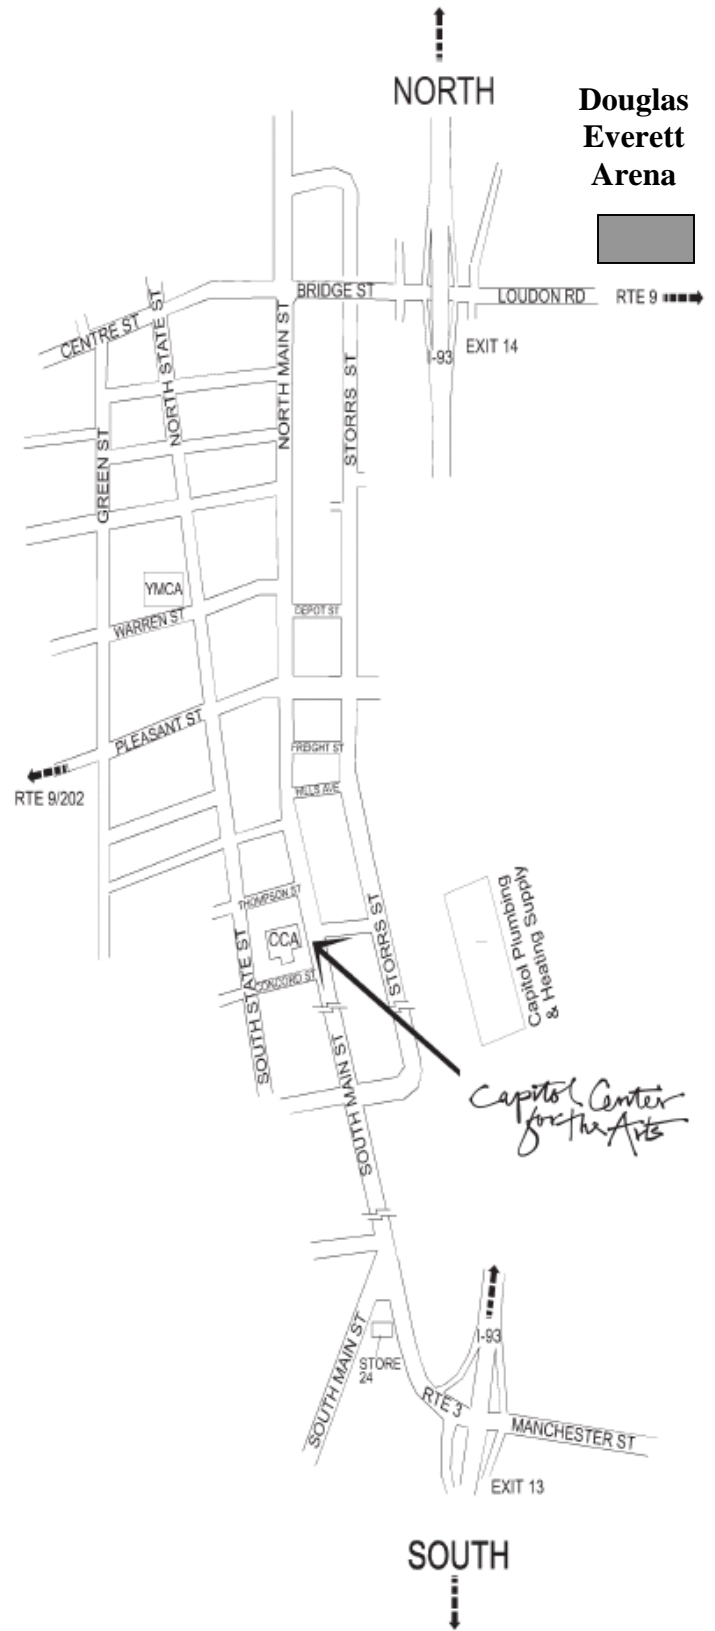 NORTH
Douglas
Everett
Arena
BRIDGE ST
LOUDON RD
RTE 9
CENTRE ST
NORTH STATE ST
NORTH MAIN ST
STORRS ST
I-93
EXIT 14
GREEN ST
YMCA
WARREN ST
DEPOT ST
PLEASANT ST
FREIGHT ST
RTE 9/202
HILLS AVE
THOMPSON ST
CCA
CONCORD ST
SOUTH STATE ST
STORRS ST
Capitol Plumbing
& Heating Supply
SOUTH MAIN ST
Capitol Center
for the Arts
SOUTH MAIN ST
STORE
24
I-93
RTE 3
MANCHESTER ST
EXIT 13
SOUTH